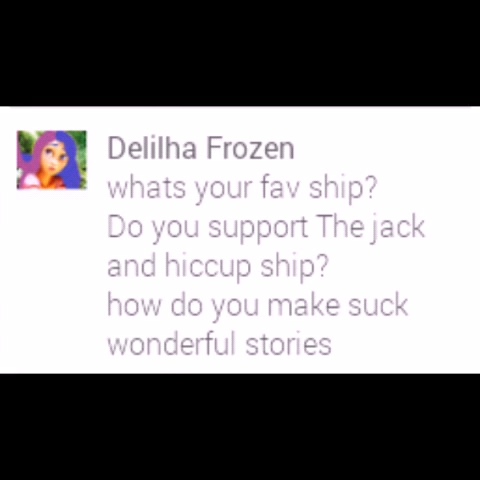 Delilha Frozen
whats your fav ship?
Do you support The jack
and hiccup ship?
how do you make suck
wonderful stories